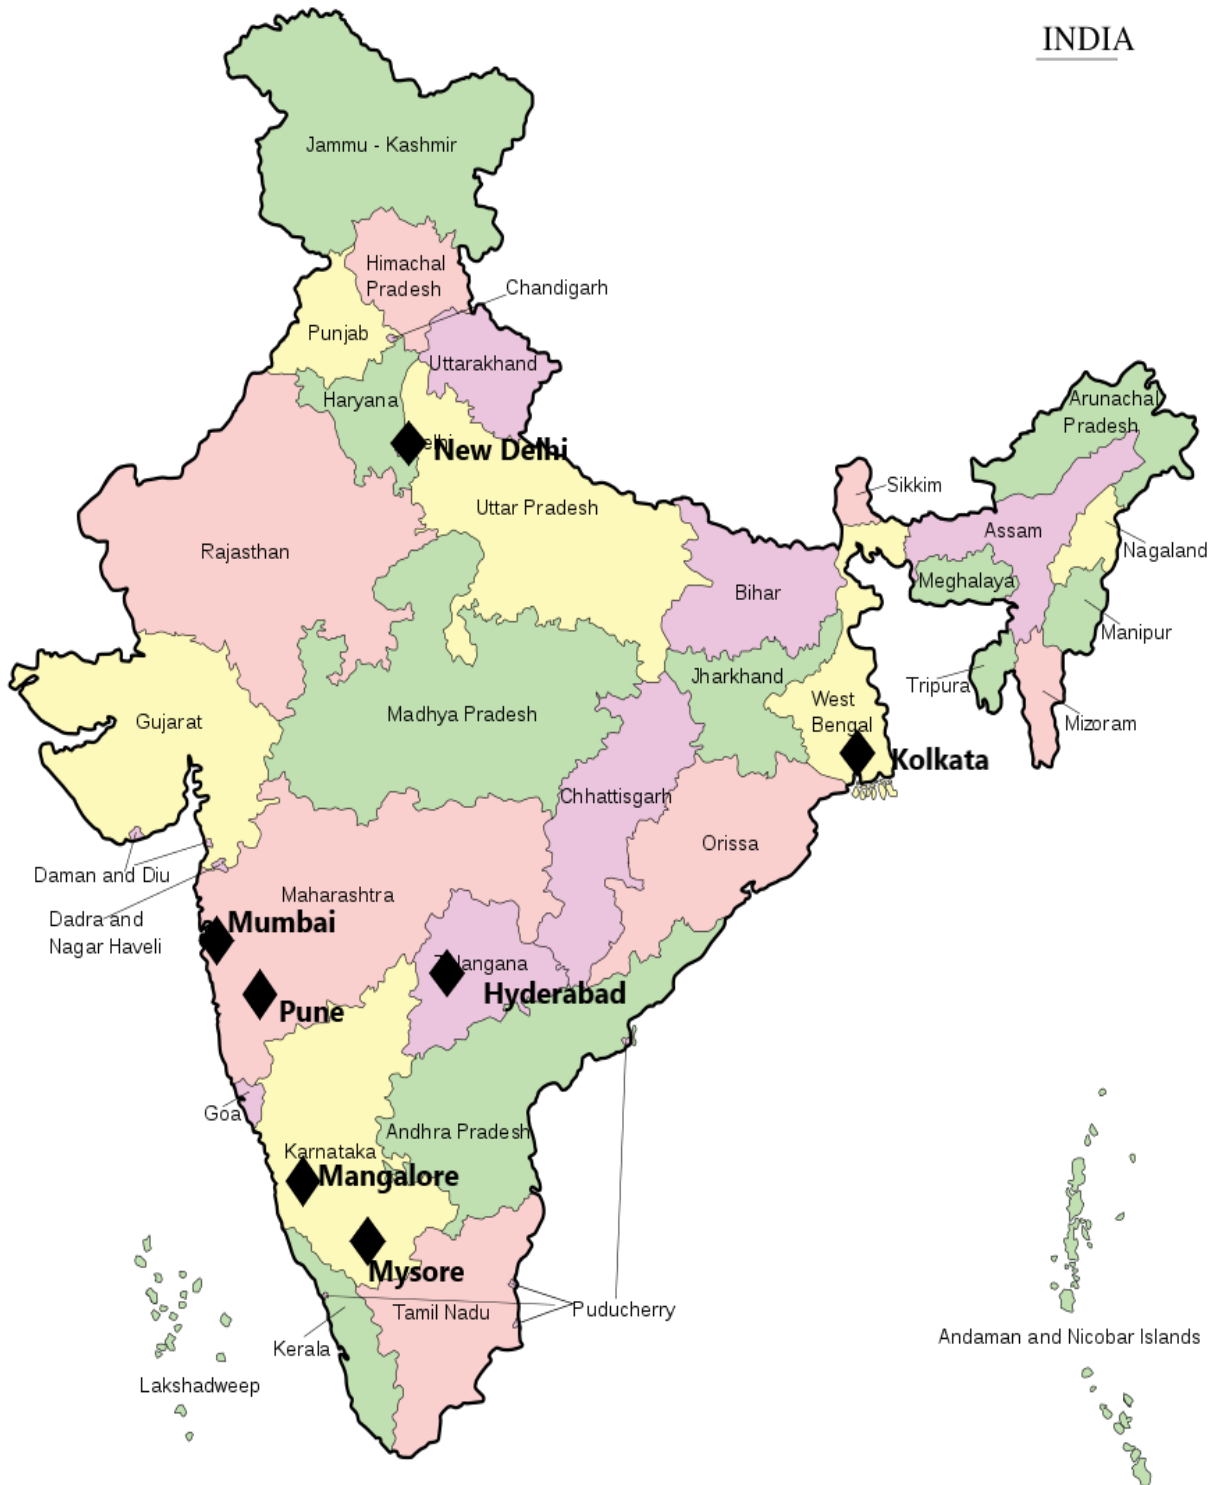 INDIA
Jammu - Kashmir
Himachal
Pradesh
Chandigarh
Punjab
Uttarakhand
Haryana
Arunachal
Pradesh
New Delhi
Sikkim
Uttar Pradesh
Assam
Rajasthan
Nagaland
Meghalaya
Bihar
Manipur
Jharkhand
Tripura
West
Bengal
Madhya Pradesh
Gujarat
Mizoram
Kolkata
Chhattisgarh
Orissa
Daman and Diu
Maharashtra
Dadra and
Nagar Haveli
Mumbai
Hyderabad
Pune
Goa
Andhra Pradesh
Karnataka
Mangalore
Mysore
Tamil Nadu
Puducherry
Kerala
Andaman and Nicobar Islands
Lakshadweep